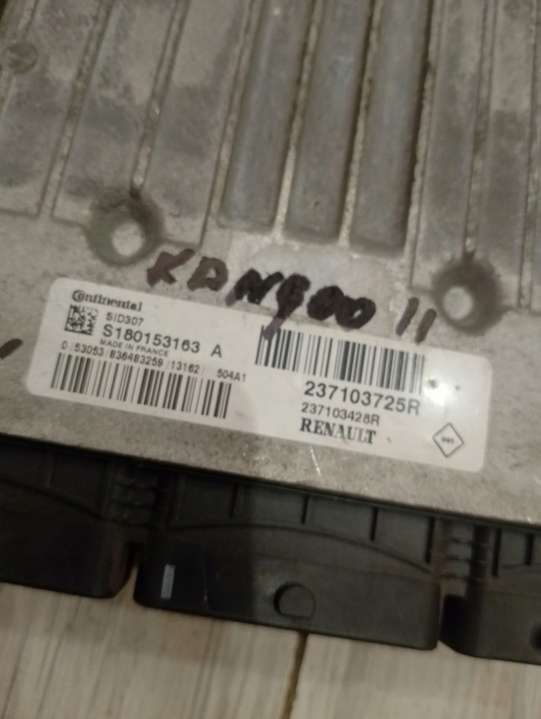 KANGOO II
Continental
SID307
S180153163 A
MADE IN FRANCE
0 53053 836483259 13162 504A1
237103725R
237103428R
RENAULT